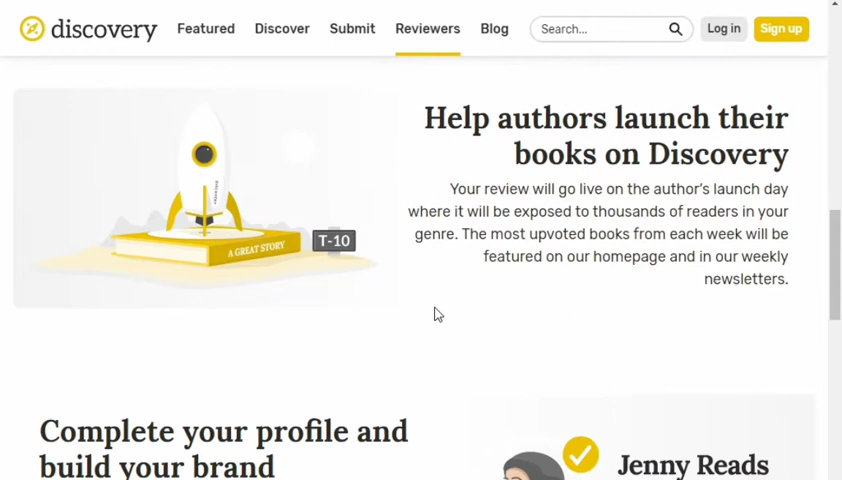 discovery Featured Discover Submit Reviewers Blog Search... Log in Sign up
Help authors launch their
books on Discovery
Your review will go live on the author's launch day
where it will be exposed to thousands of readers in your
genre. The most upvoted books from each week will be
featured on our homepage and in our weekly
newsletters.
T-10
A GREAT STORY
Complete your profile and
build your brand
Jenny Reads